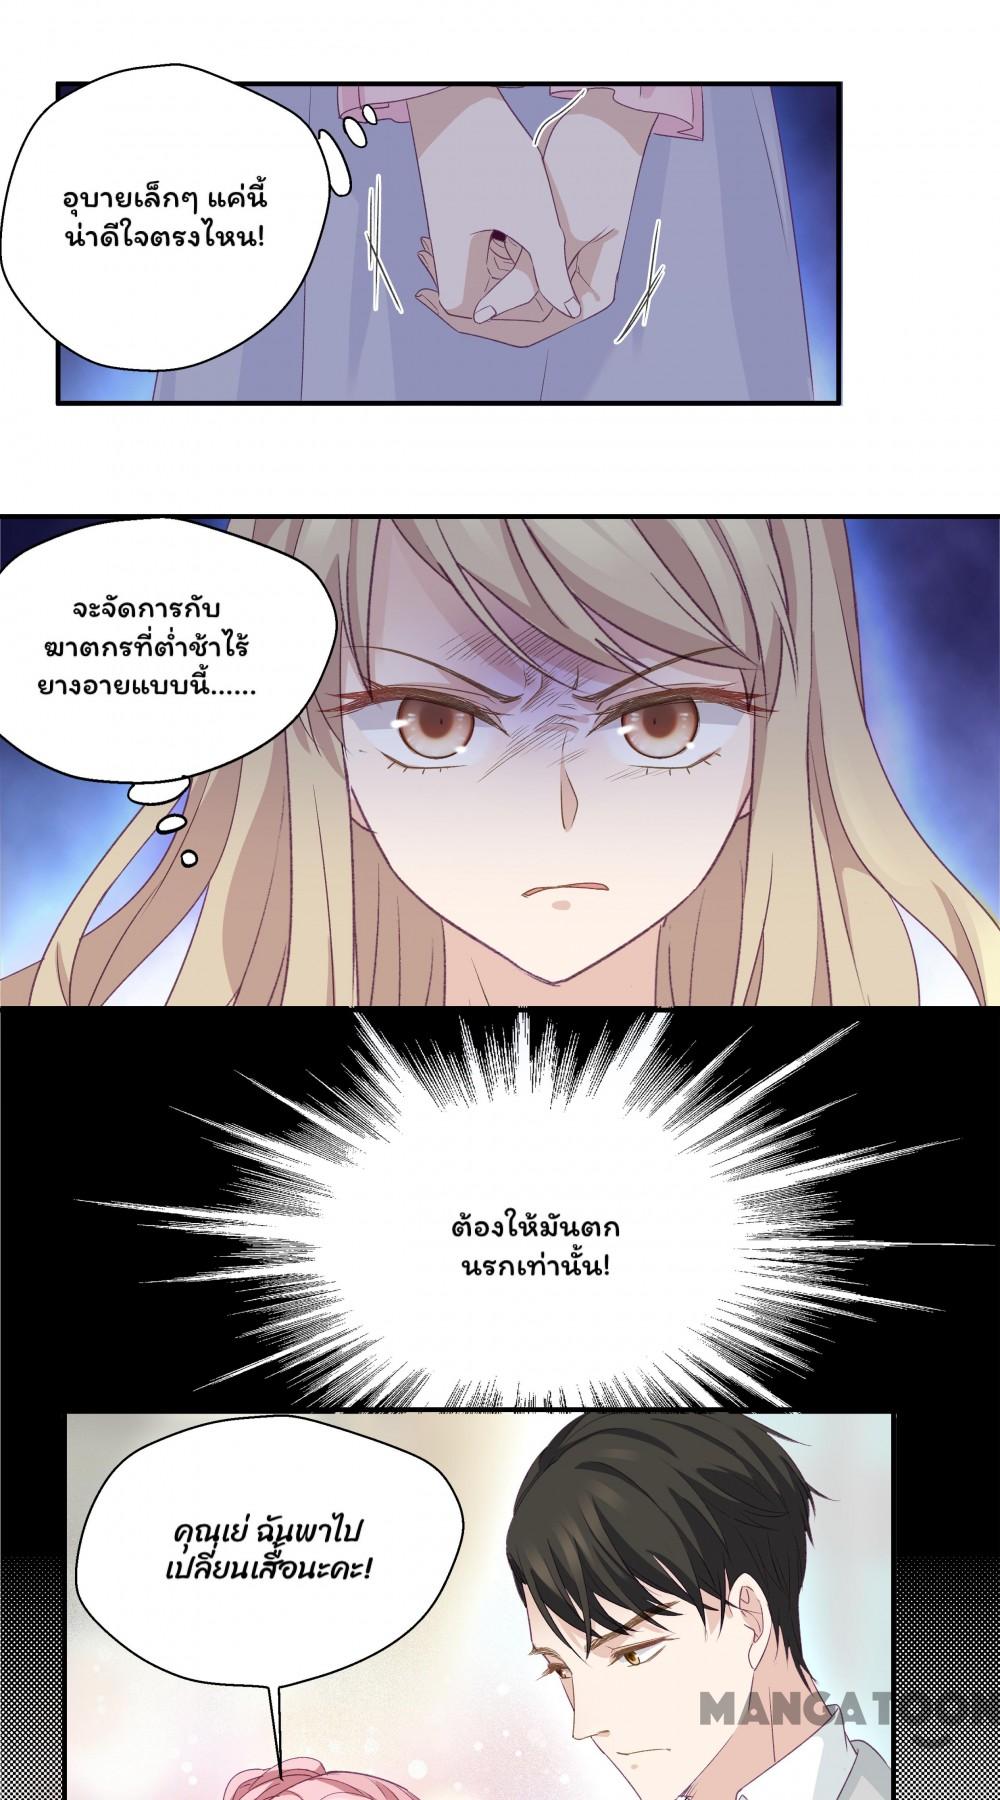 อุบายเล็กๆ แค่นี้
น่าดีใจตรงไหน!
จะจัดการกับ
ฆาตกรที่ต่ำช้าไร้
ยางอายแบบนี้......
ต้องให้มันตก
นรกเท่านั้น!
คุณเย่ ฉันพาไป
เปลี่ยนเสื้อนะคะ!
MANGATOON